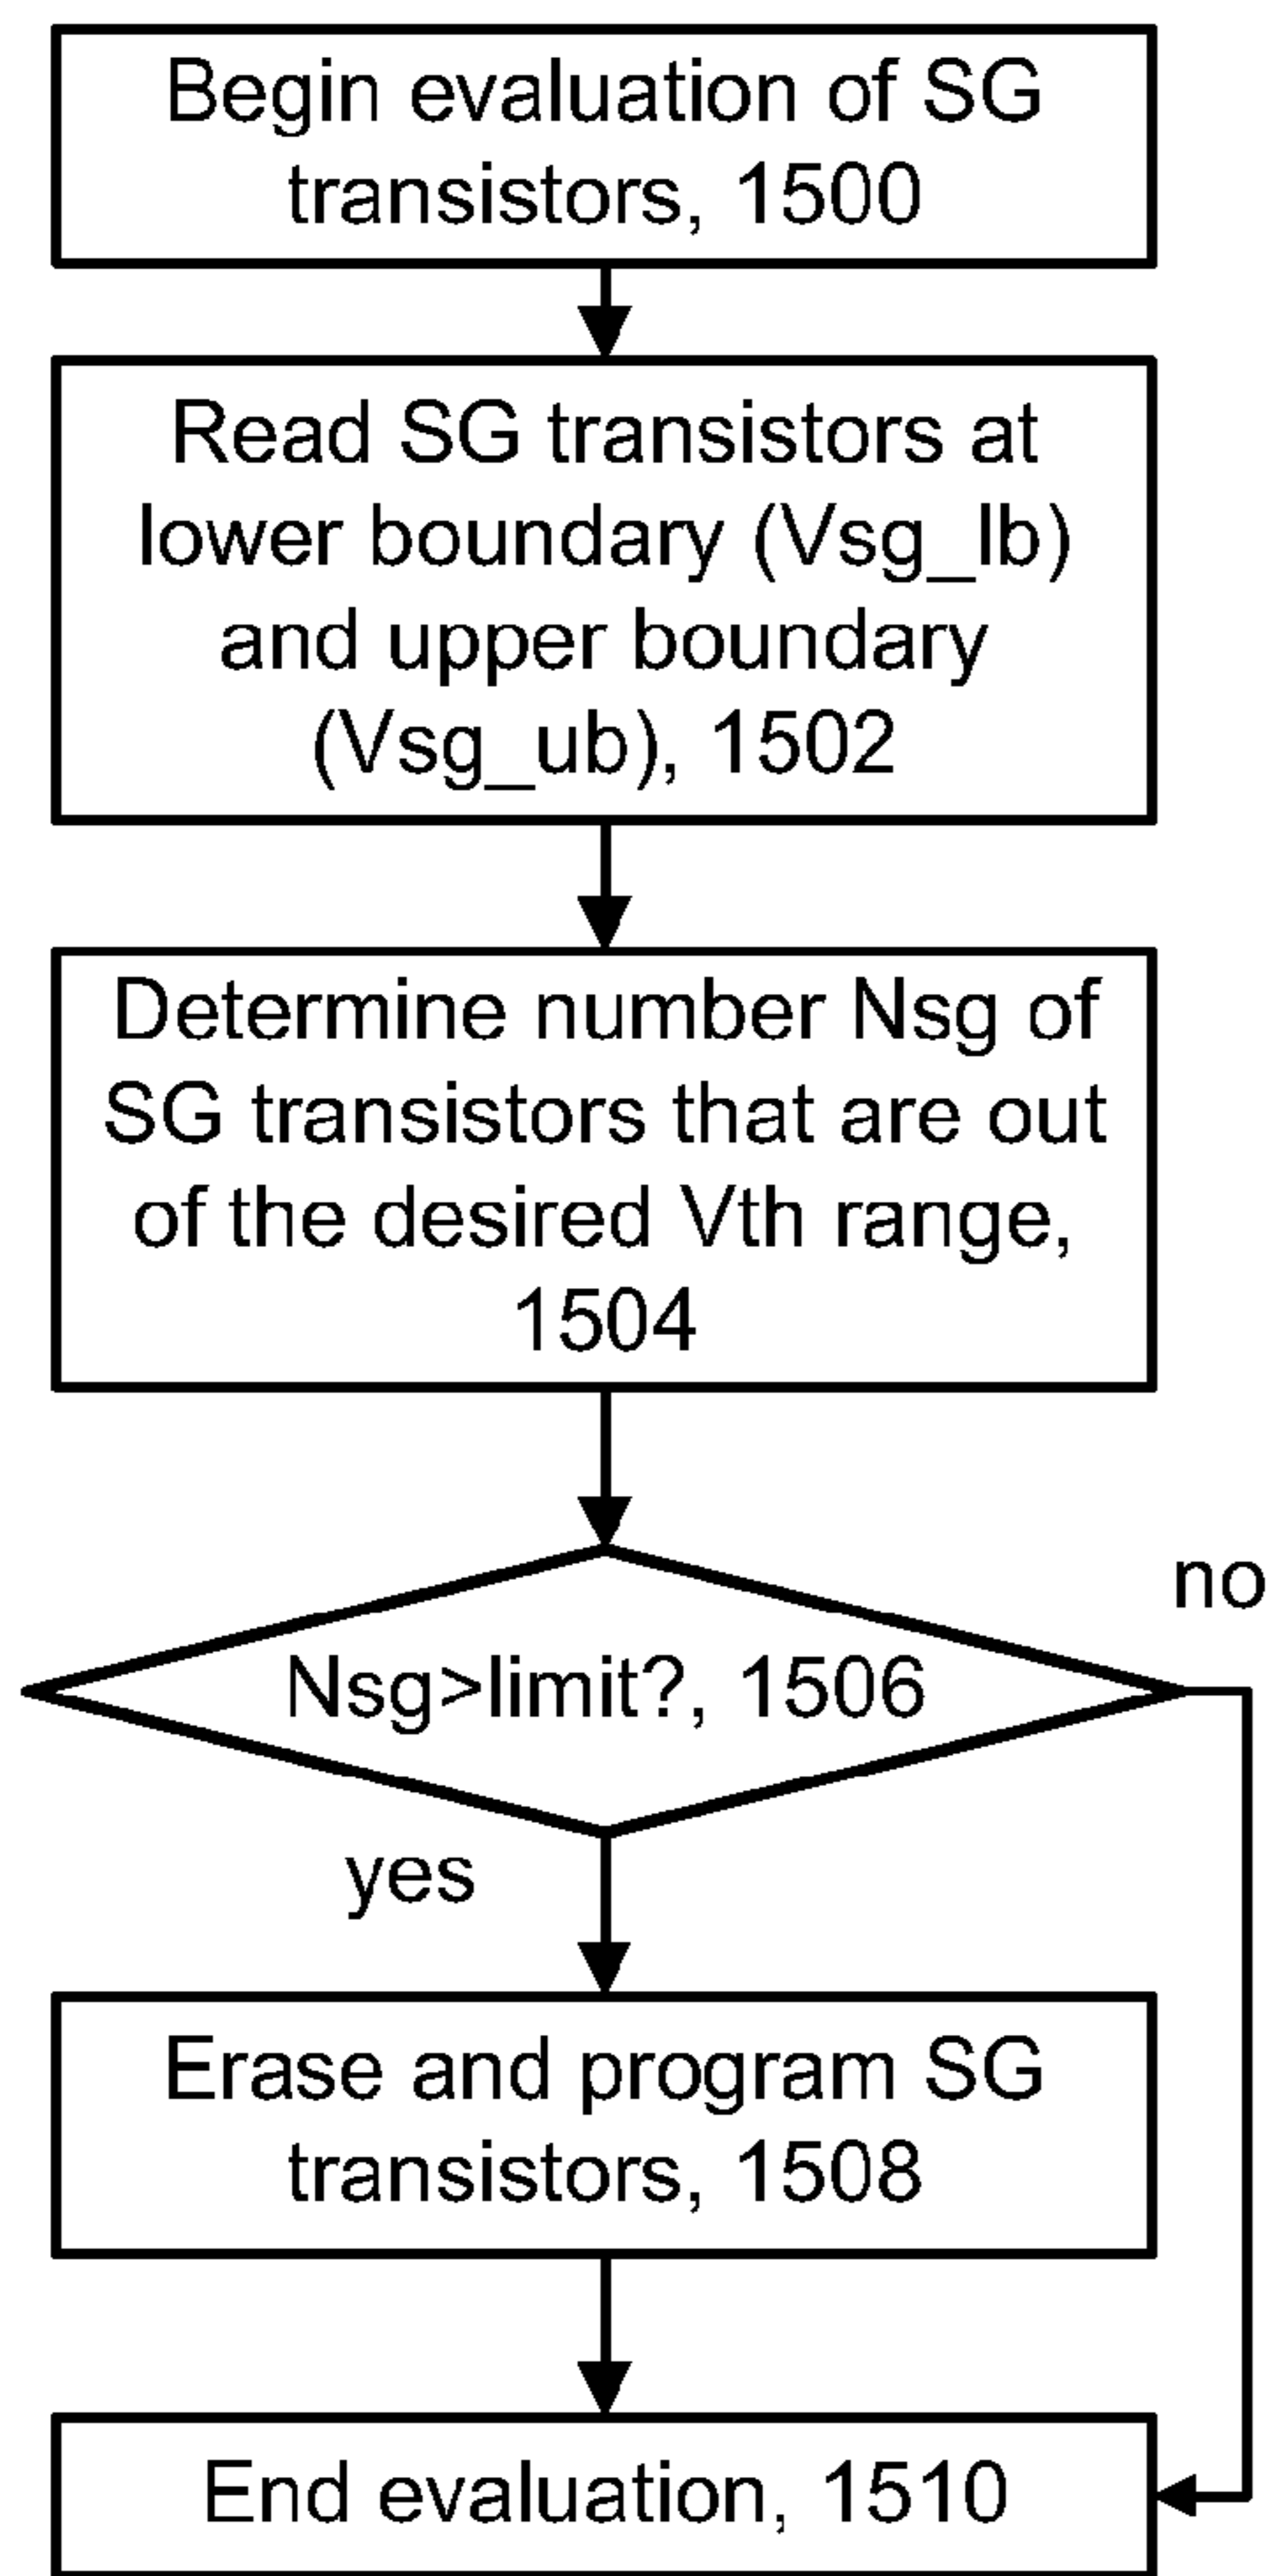 Begin evaluation of SG
transistors, 1500
Read SG transistors at
lower boundary (Vsg_lb)
and upper boundary
(Vsg_ub), 1502
Determine number Nsg of
SG transistors that are out
of the desired Vth range,
1504
no
Nsg>limit?, 1506
yes
Erase and program SG
transistors, 1508
End evaluation, 1510